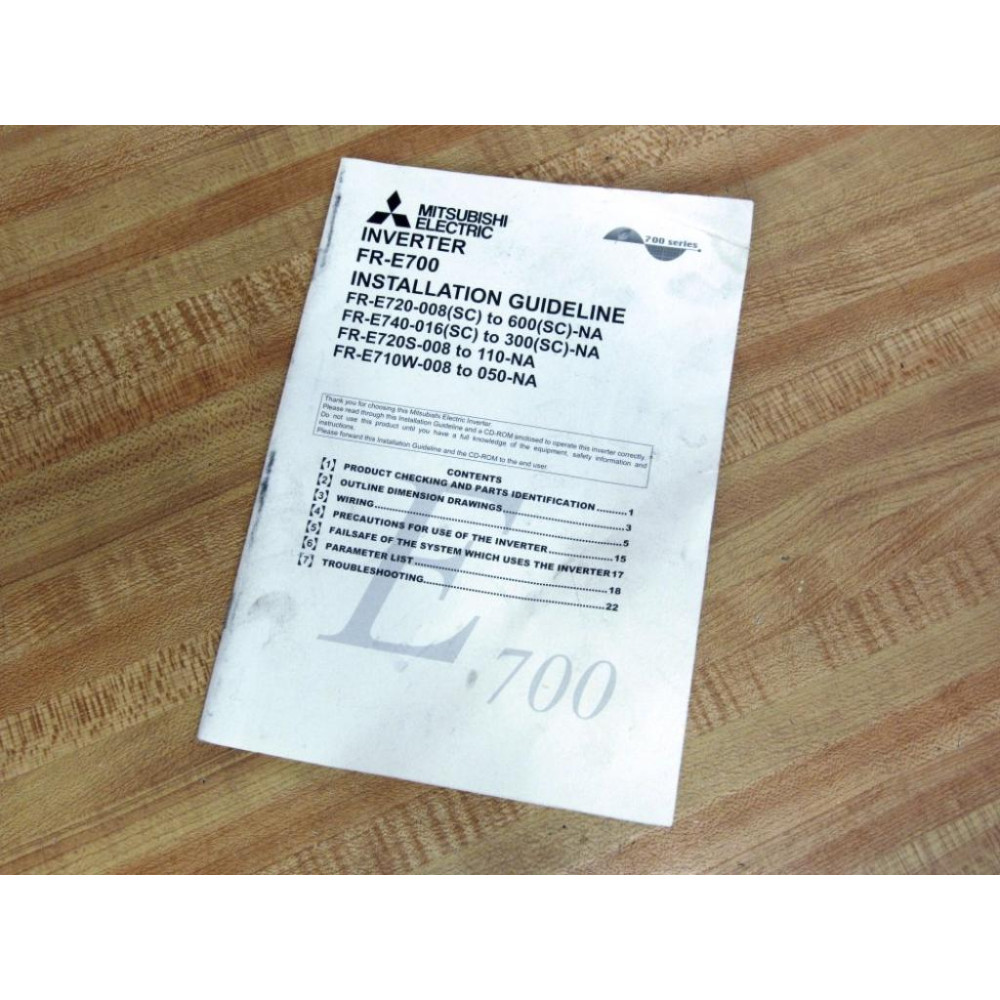 MITSUBISHI
ELECTRIC
700 series
INVERTER
FR-E700
INSTALLATION GUIDELINE
FR-E720-008(SC) to 600(SC)-NA
FR-E740-016(SC) to 300(SC)-NA
FR-E720S-008 to 110-NA
FR-E710W-008 to 050-NA
Thank you for choosing this Mitsubishi Electric Inverter.
Please read through this Installation Guideline and a CD-ROM enclosed to operate this inverter correctly.
Do not use this product until you have a full knowledge of the equipment, safety information and
instructions.
Please forward this Installation Guideline and the CD-ROM to the end user.
CONTENTS
[1] PRODUCT CHECKING AND PARTS IDENTIFICATION..........1
[2] OUTLINE DIMENSION DRAWINGS..............................3
[3] WIRING..............................5
[4] PRECAUTIONS FOR USE OF THE INVERTER................15
[5] FAILSAFE OF THE SYSTEM WHICH USES THE INVERTER17
[6] PARAMETER LIST..............................18
[7] TROUBLESHOOTING..............................22
E 700